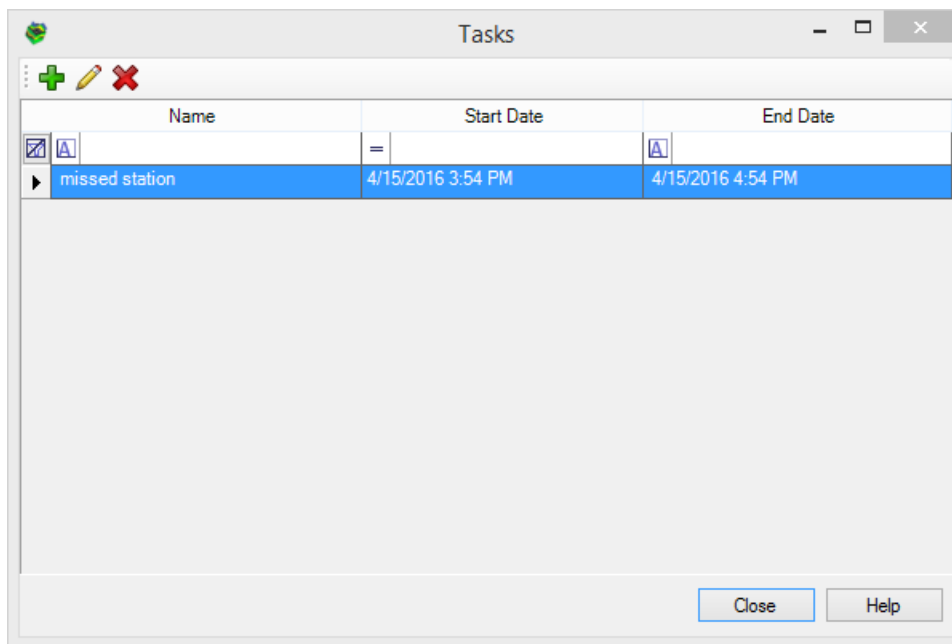 Tasks
Name Start Date End Date
A = A
missed station 4/15/2016 3:54 PM 4/15/2016 4:54 PM
Close Help